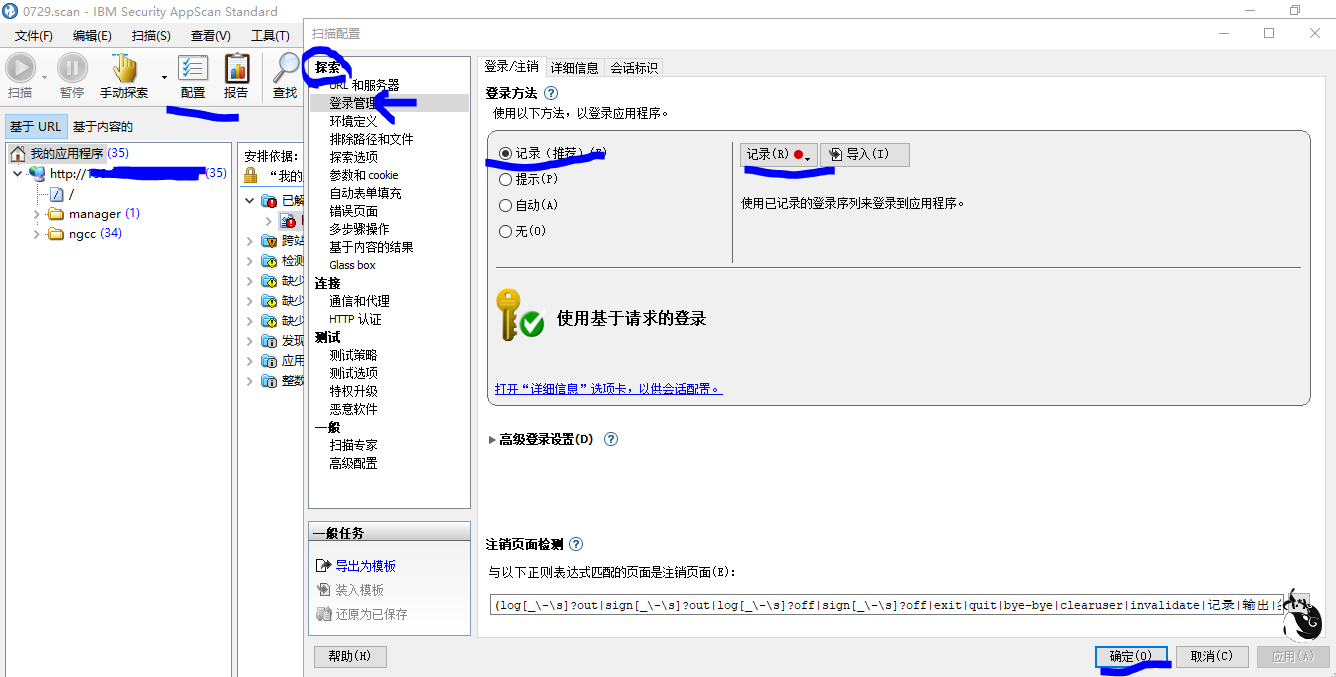 0729.scan - IBM Security AppScan Standard
文件(F) 编辑(E) 扫描(S) 查看(V) 工具(T)
扫描 暂停 手动探索 配置 报告 查找
基于 URL 基于内容的
我的应用程序 (35)
http:// (35)
/
manager (1)
ngcc (34)
安排依据:
“我的
已解
跨站
检测
缺少
缺少
缺少
发现
应用
整数
扫描配置
探索
URL 和服务器
登录管理
环境定义
排除路径和文件
探索选项
参数和 cookie
自动表单填充
错误页面
多步骤操作
基于内容的结果
Glass box
连接
通信和代理
HTTP 认证
测试
测试策略
测试选项
特权升级
恶意软件
一般
扫描专家
高级配置
一般任务
导出为模板
装入模板
还原为已保存
登录/注销 详细信息 会话标识
登录方法
使用以下方法，以登录应用程序。
记录（推荐）(R)
提示(P)
自动(A)
无(O)
记录(R) 导入(I)
使用已记录的登录序列来登录到应用程序。
使用基于请求的登录
打开“详细信息”选项卡，以供会话配置。
高级登录设置(D)
注销页面检测
与以下正则表达式匹配的页面是注销页面(E):
(log[_\-\s]?out|sign[_\-\s]?out|log[_\-\s]?off|sign[_\-\s]?off|exit|quit|bye-bye|clearuser|invalidate|记录|输出|
帮助(H) 确定(O) 取消(C) 应用(A)